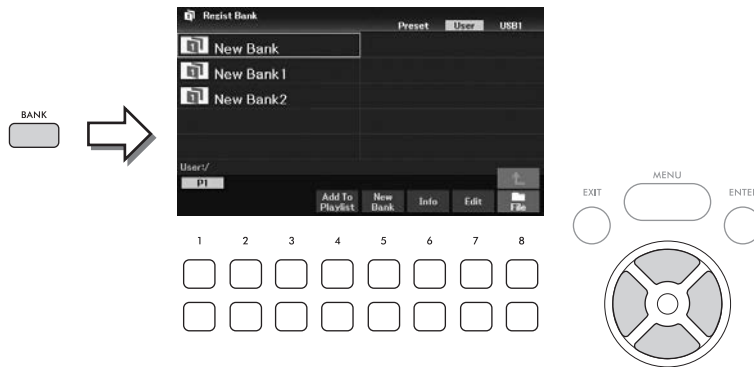 Regist Bank
Preset User USB1
New Bank
New Bank1
New Bank2
BANK
User:/
P1
Add To Playlist New Bank Info Edit File
EXIT MENU ENTER
1 2 3 4 5 6 7 8